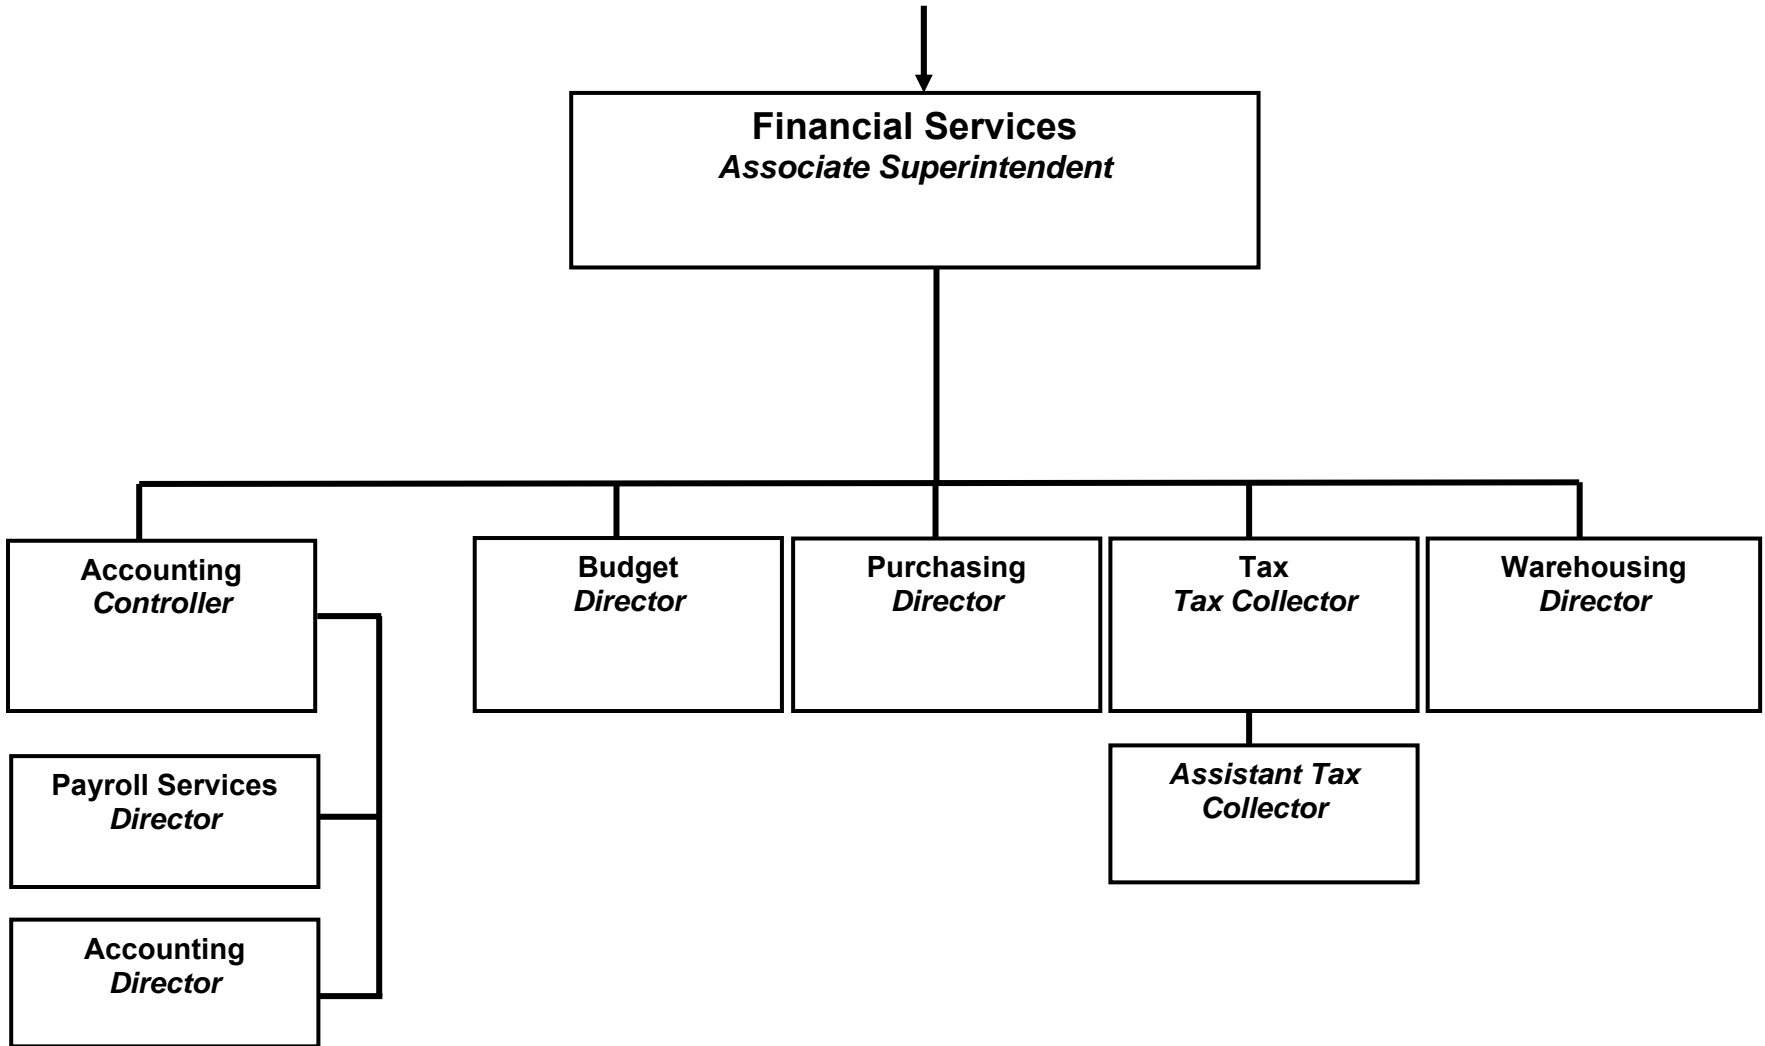 Financial Services
Associate Superintendent
Accounting
Controller
Budget
Director
Purchasing
Director
Tax
Tax Collector
Warehousing
Director
Payroll Services
Director
Assistant Tax
Collector
Accounting
Director